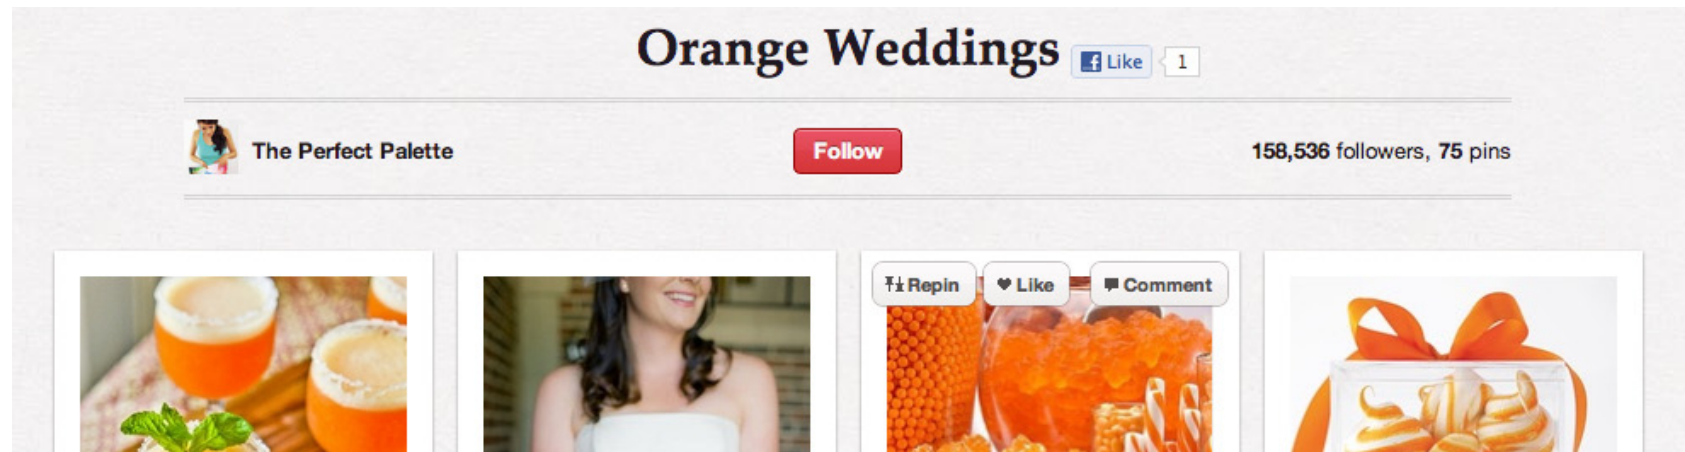 Orange Weddings
Like 1
The Perfect Palette
Follow
158,536 followers, 75 pins
Repin
Like
Comment